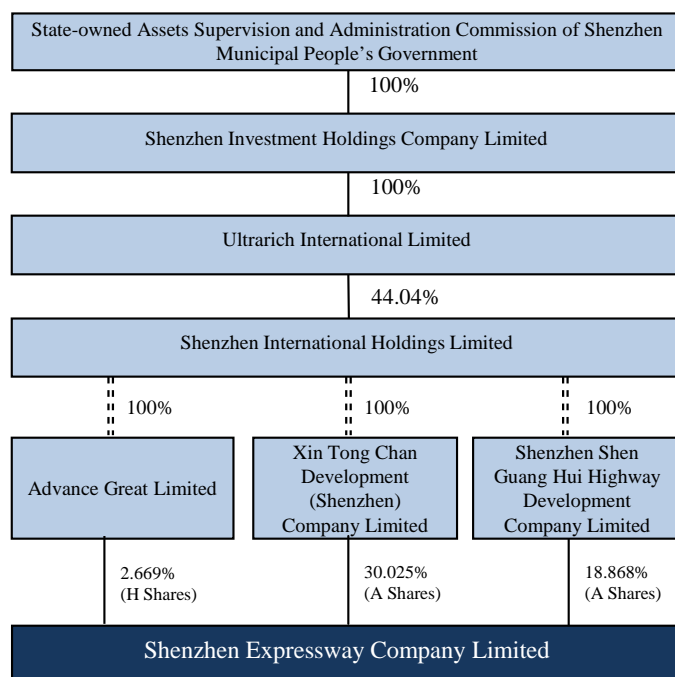 State-owned Assets Supervision and Administration Commission of Shenzhen
Municipal People’s Government
100%
Shenzhen Investment Holdings Company Limited
100%
Ultrarich International Limited
44.04%
Shenzhen International Holdings Limited
100%
100%
100%
Advance Great Limited
Xin Tong Chan
Development
(Shenzhen)
Company Limited
Shenzhen Shen
Guang Hui Highway
Development
Company Limited
2.669%
(H Shares)
30.025%
(A Shares)
18.868%
(A Shares)
Shenzhen Expressway Company Limited